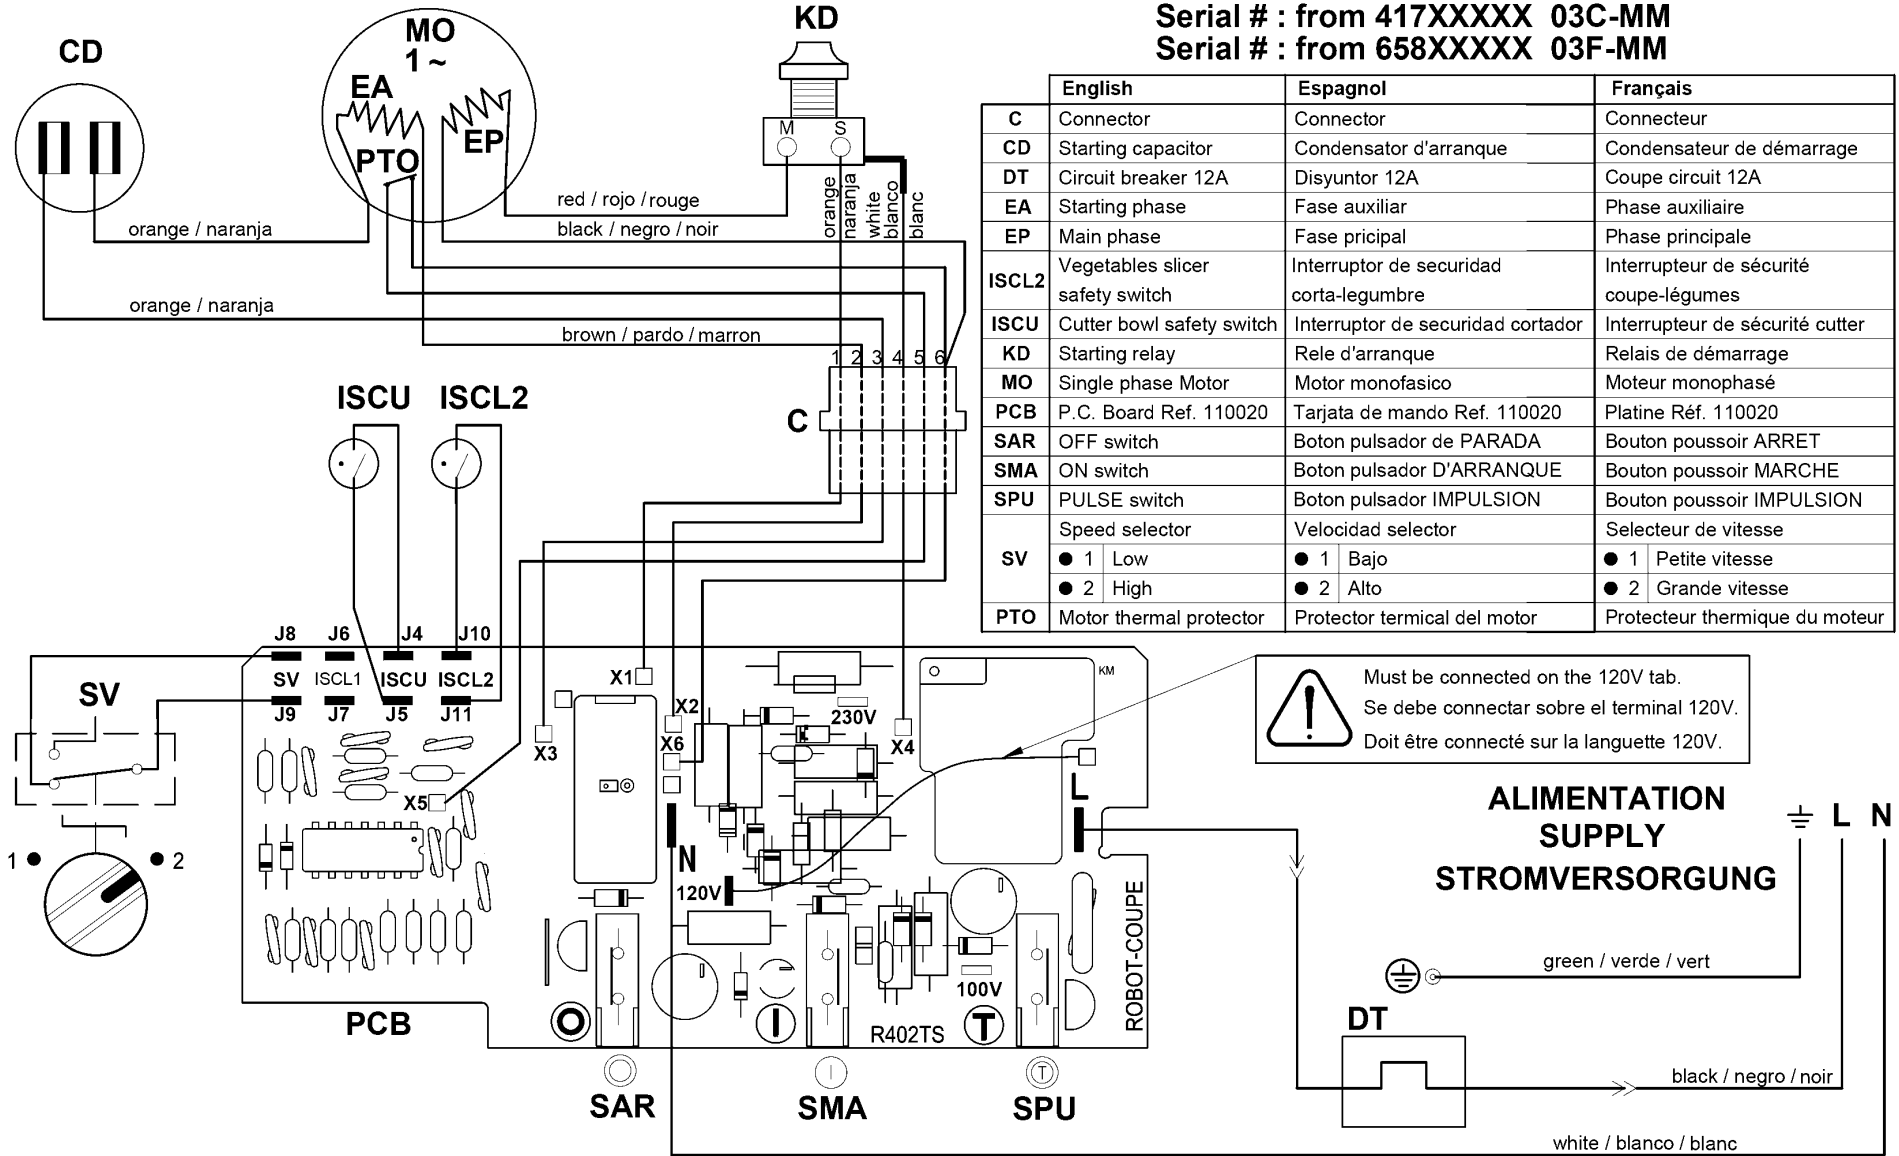 Serial # : from 417XXXXX 03C-MM
Serial # : from 658XXXXX 03F-MM
CD
MO
1 ~
EA
EP
PTO
KD
M S
English Espagnol Français
C Connector Connector Connecteur
CD Starting capacitor Condensator d'arranque Condensateur de démarrage
DT Circuit breaker 12A Disyuntor 12A Coupe circuit 12A
EA Starting phase Fase auxiliar Phase auxiliaire
EP Main phase Fase pricipal Phase principale
ISCL2 Vegetables slicer Interruptor de securidad Interrupteur de sécurité
safety switch corta-legumbre coupe-légumes
ISCU Cutter bowl safety switch Interruptor de securidad cortador Interrupteur de sécurité cutter
KD Starting relay Rele d'arranque Relais de démarrage
MO Single phase Motor Motor monofasico Moteur monophasé
PCB P.C. Board Ref. 110020 Tarjata de mando Ref. 110020 Platine Réf. 110020
SAR OFF switch Boton pulsador de PARADA Bouton poussoir ARRET
SMA ON switch Boton pulsador D'ARRANQUE Bouton poussoir MARCHE
SPU PULSE switch Boton pulsador IMPULSION Bouton poussoir IMPULSION
SV Speed selector Velocidad selector Selecteur de vitesse
● 1 Low ● 1 Bajo ● 1 Petite vitesse
● 2 High ● 2 Alto ● 2 Grande vitesse
PTO Motor thermal protector Protector termical del motor Protecteur thermique du moteur
red / rojo / rouge
black / negro / noir
orange / naranja
orange / naranja
brown / pardo / marron
orange
naranja
white
blanco
blanc
1 2 3 4 5 6
C
ISCU ISCL2
J8 J6 J4 J10
SV ISCL1 ISCU ISCL2
J9 J7 J5 J11
SV
1 2
X1
X2
X3
X6
X4
X5
230V
KM
L
N
120V
100V
R402TS
ROBOT-COUPE
O
I
T
PCB
SAR
SMA
I
SPU
T
!
Must be connected on the 120V tab.
Se debe connectar sobre el terminal 120V.
Doit être connecté sur la languette 120V.
ALIMENTATION
SUPPLY
STROMVERSORGUNG
L N
green / verde / vert
DT
black / negro / noir
white / blanco / blanc